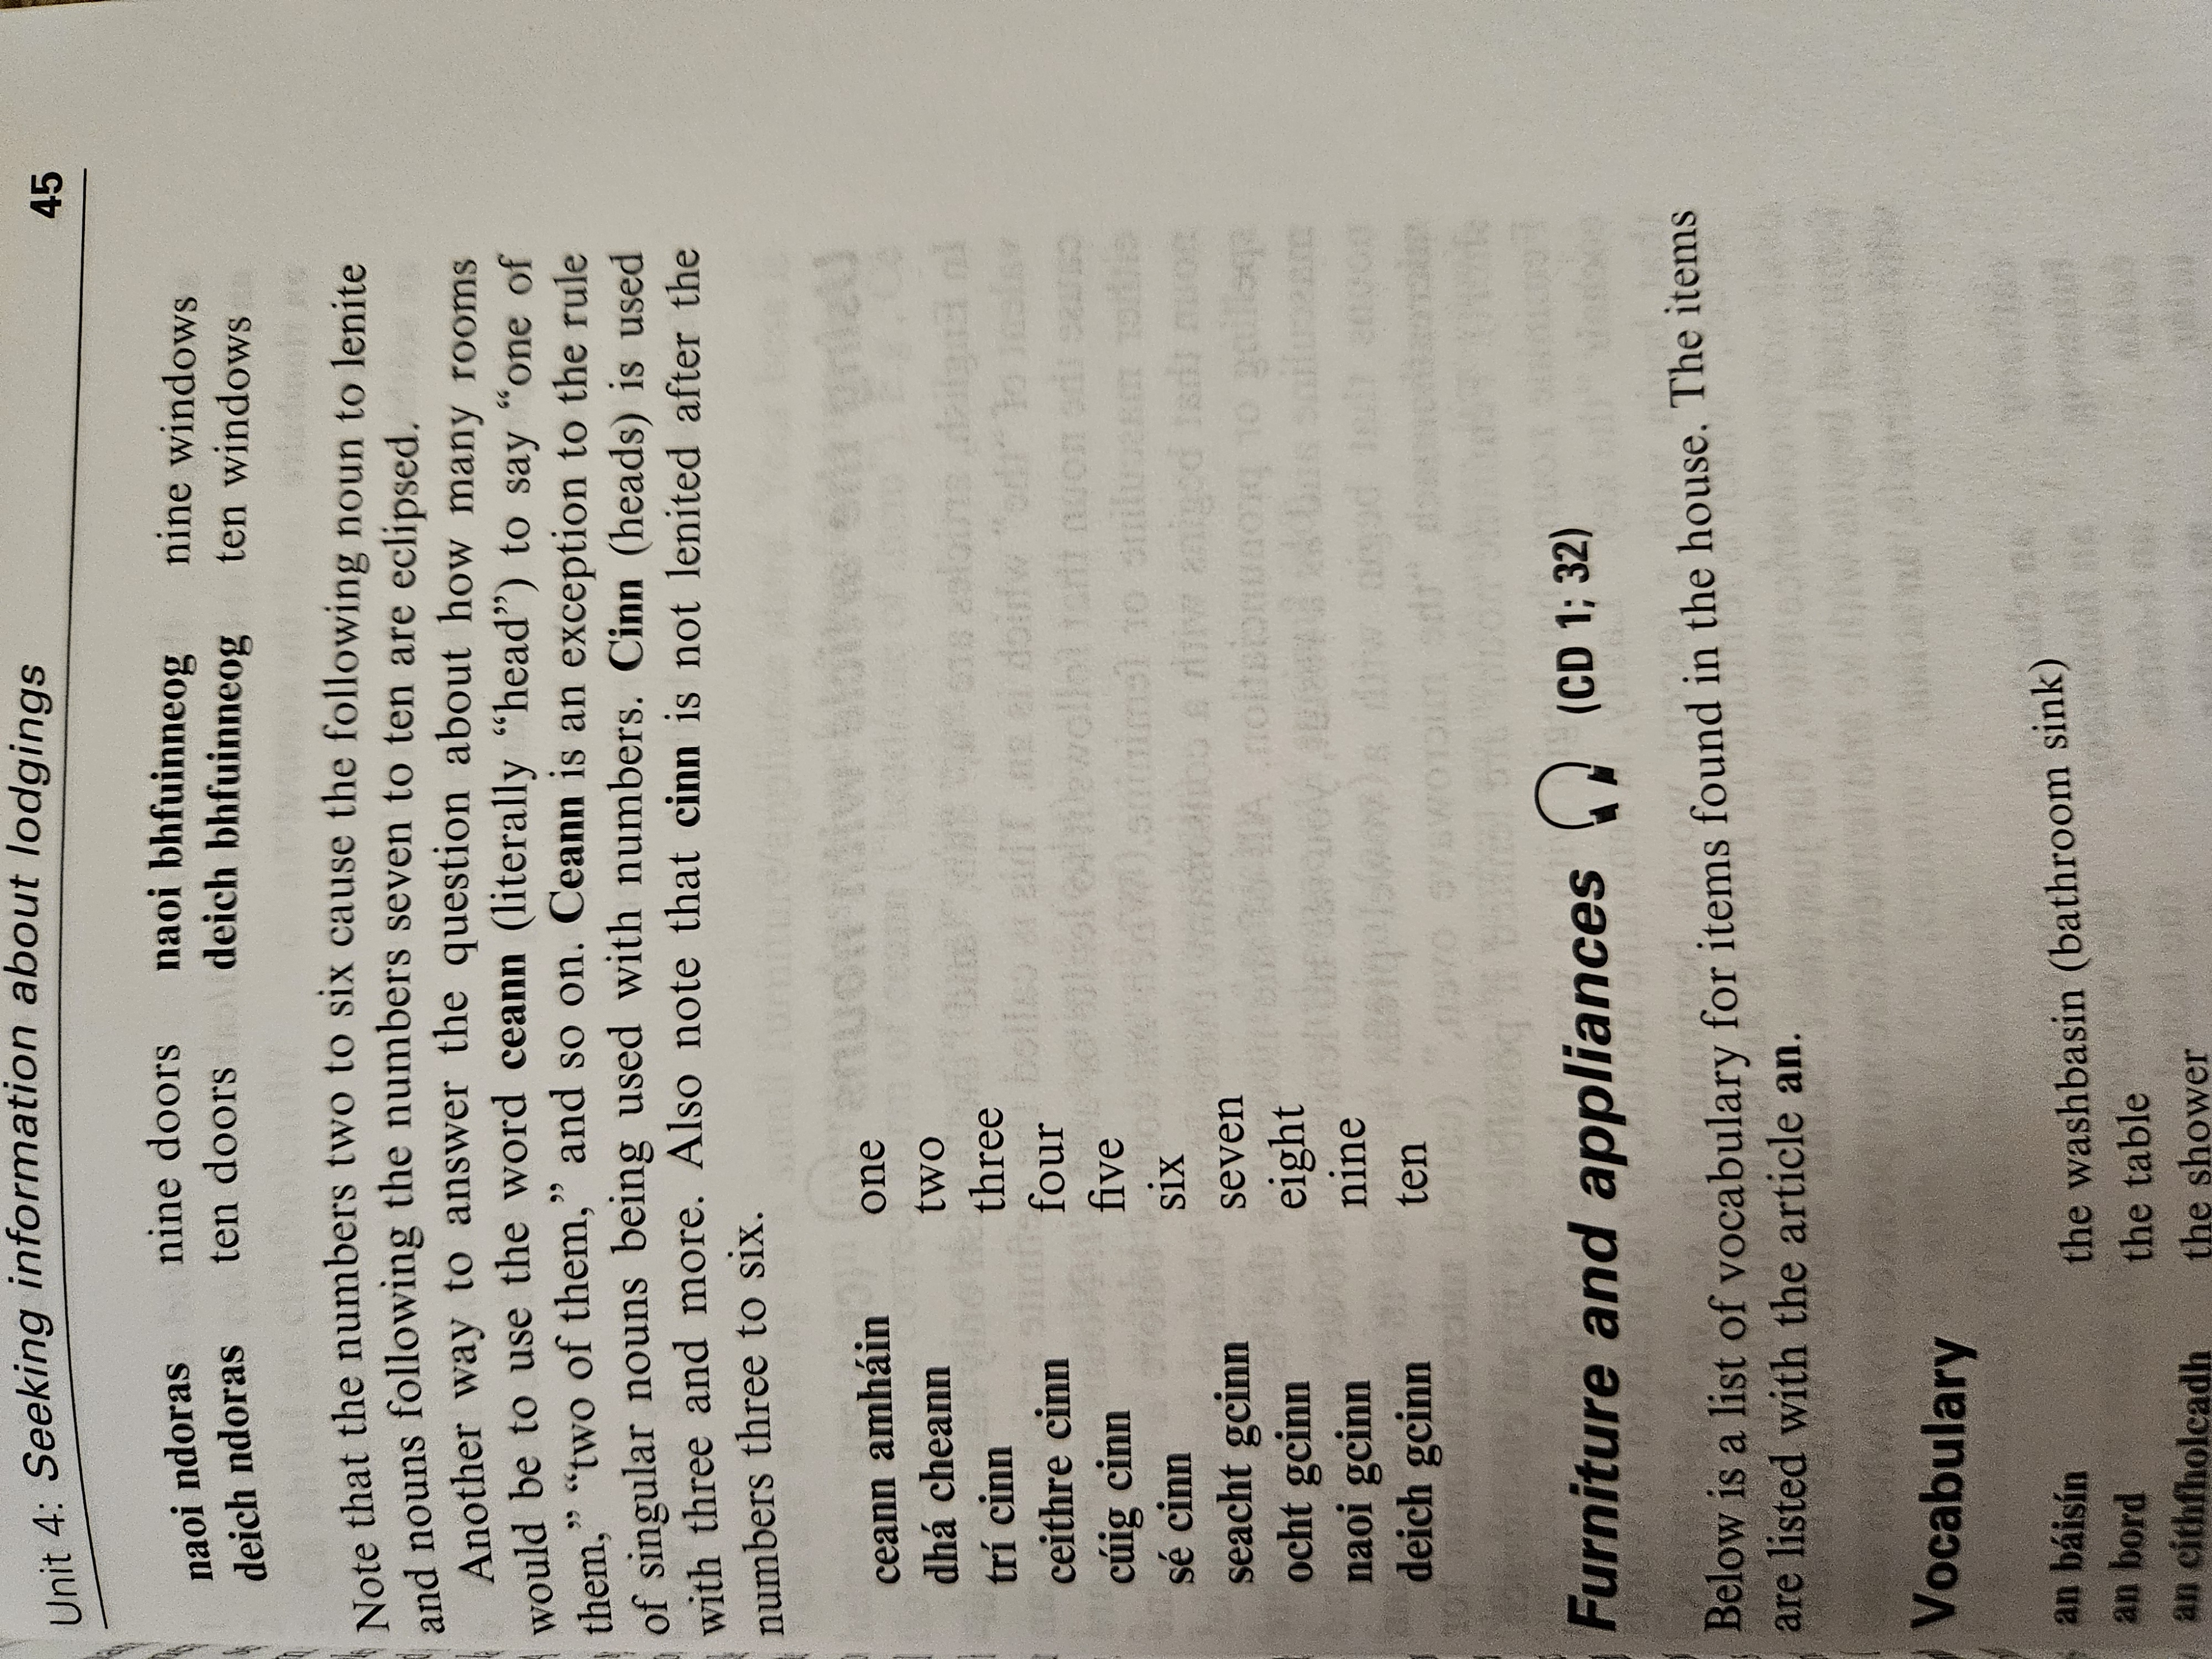 Unit 4: Seeking information about lodgings 45
naoi ndoras nine doors naoi bhfuinneog nine windows
deich ndoras ten doors deich bhfuinneog ten windows
Note that the numbers two to six cause the following noun to lenite
and nouns following the numbers seven to ten are eclipsed.
Another way to answer the question about how many rooms
would be to use the word ceann (literally “head”) to say “one of
them,” “two of them,” and so on. Ceann is an exception to the rule
of singular nouns being used with numbers. Cinn (heads) is used
with three and more. Also note that cinn is not lenited after the
numbers three to six.
ceann amháin one
dhá cheann two
trí cinn three
ceithre cinn four
cúig cinn five
sé cinn six
seacht gcinn seven
ocht gcinn eight
naoi gcinn nine
deich gcinn ten
Furniture and appliances (CD 1; 32)
Below is a list of vocabulary for items found in the house. The items
are listed with the article an.
Vocabulary
an báisín the washbasin (bathroom sink)
an bord the table
an cithfholcadh the shower